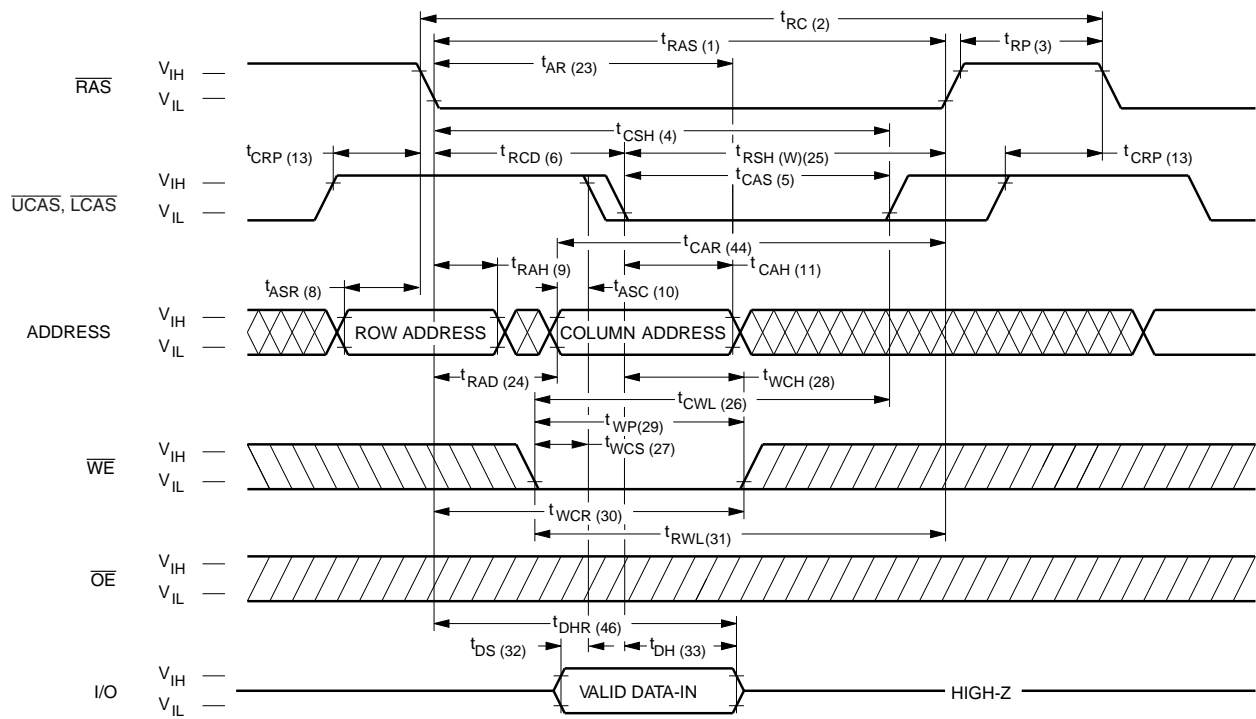 tRC (2)
tRAS (1)
tRP (3)
tAR (23)
RAS
VIH
VIL
tCSH (4)
tCRP (13)
tRCD (6)
tRSH (W)(25)
tCRP (13)
UCAS, LCAS
VIH
VIL
tCAS (5)
tCAR (44)
tRAH (9)
tCAH (11)
tASR (8)
tASC (10)
ADDRESS
VIH
VIL
ROW ADDRESS
COLUMN ADDRESS
tRAD (24)
tWCH (28)
tCWL (26)
tWP(29)
tWCS (27)
WE
VIH
VIL
tWCR (30)
tRWL(31)
OE
VIH
VIL
tDHR (46)
tDS (32)
tDH (33)
I/O
VIH
VIL
VALID DATA-IN
HIGH-Z